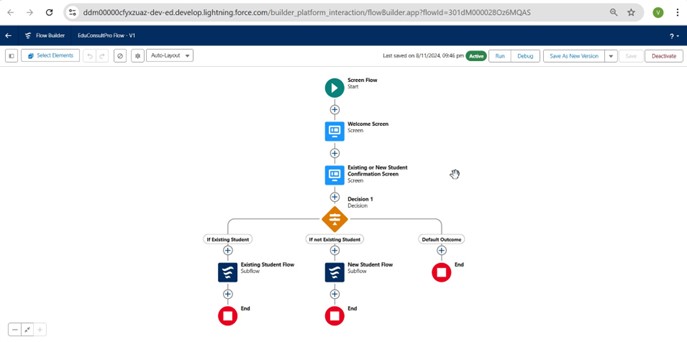 ddm00000cfyxzuaz-dev-ed.develop.lightning.force.com/builder_platform_interaction/flowBuilder.app?flowId=301dM000028Oz6MQAS
V
Flow Builder
EduConsultPro Flow - V1
?
Select Elements
Auto-Layout
Last saved on 8/11/2024, 09:46 pm
Active
Run
Debug
Save As New Version
Save
Deactivate
Screen Flow
Start
Welcome Screen
Screen
Existing or New Student
Confirmation Screen
Screen
Decision 1
Decision
If Existing Student
If not Existing Student
Default Outcome
Existing Student Flow
Subflow
New Student Flow
Subflow
End
End
End